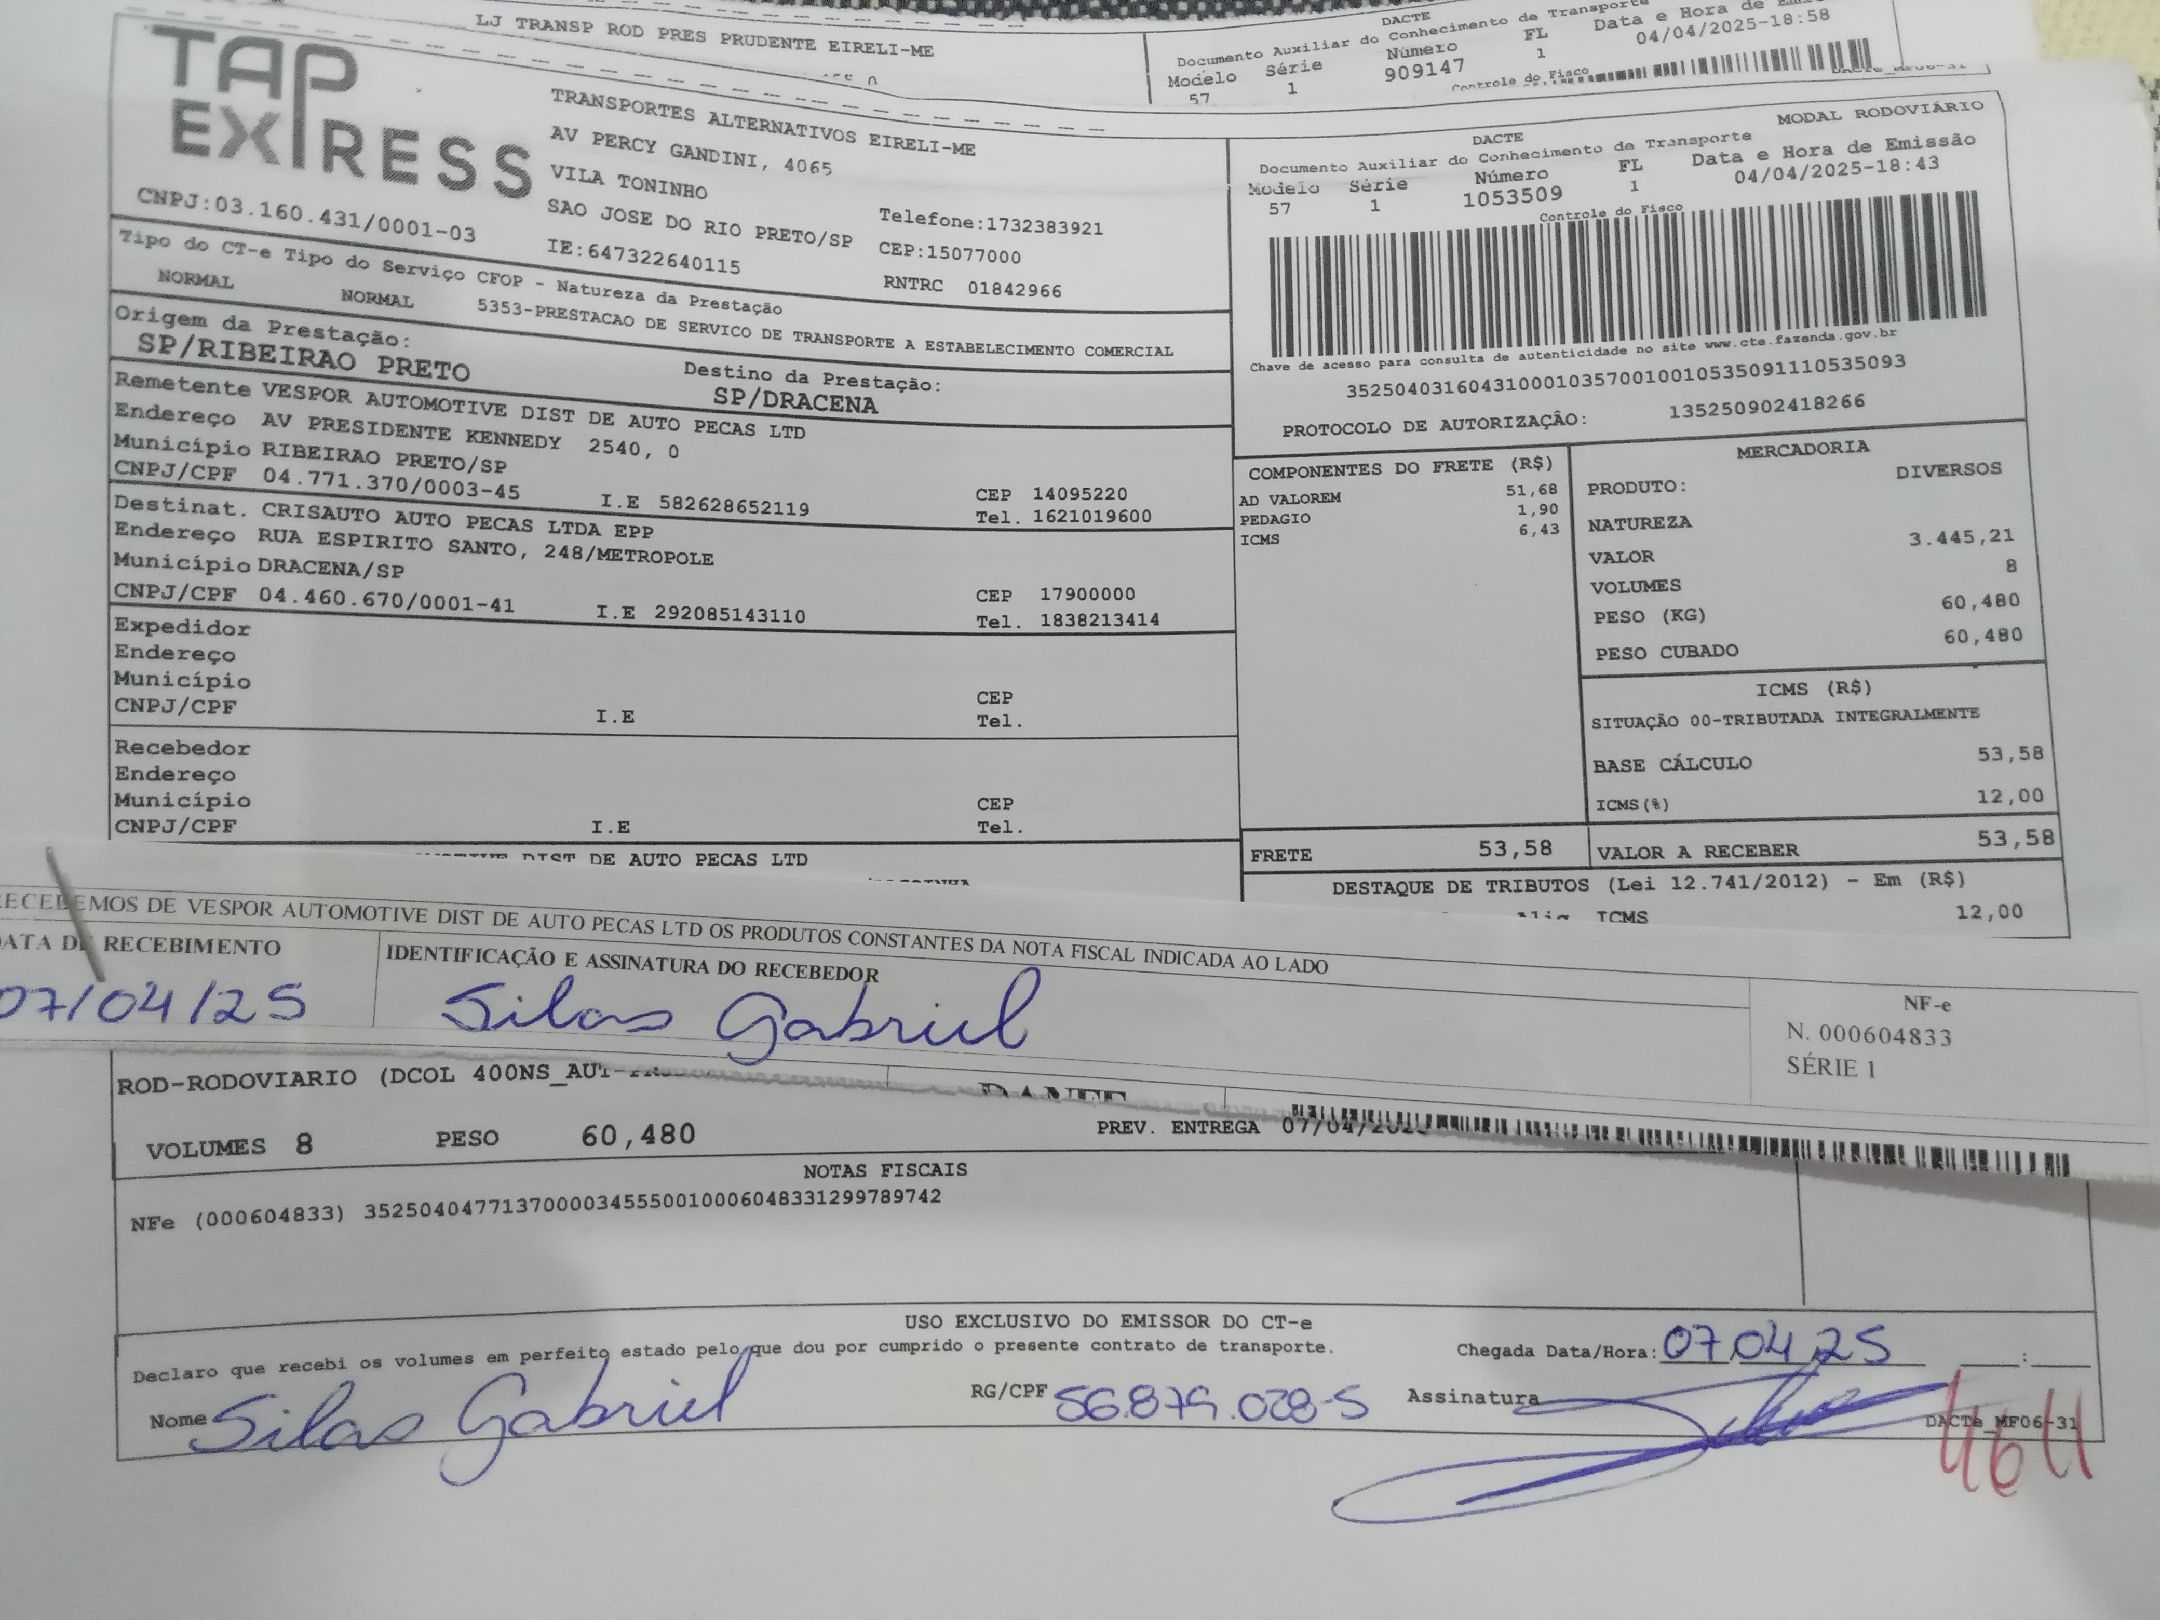 LJ TRANSP ROD PRES PRUDENTE EIRELI-ME
DACTE
Documento Auxiliar do Conhecimento de Transporte
Modelo Série Número FL Data e Hora de
57 1 909147 1 04/04/2025-18:58
Controle do Fisco
TAP EXPRESS
CNPJ:03.160.431/0001-03
TRANSPORTES ALTERNATIVOS EIRELI-ME
AV PERCY GANDINI, 4065
VILA TONINHO
SAO JOSE DO RIO PRETO/SP
IE:647322640115
Telefone:1732383921
CEP:15077000
RNTRC 01842966
MODAL RODOVIÁRIO
DACTE
Documento Auxiliar do Conhecimento de Transporte
Modelo Série Número FL Data e Hora de Emissão
57 1 1053509 1 04/04/2025-18:43
Controle do Fisco
Chave de acesso para consulta de autenticidade no site www.cte.fazenda.gov.br
35250403160431000103570010010535091110535093
PROTOCOLO DE AUTORIZAÇÂO: 135250902418266
Tipo do CT-e Tipo do Serviço CFOP - Natureza da Prestação
NORMAL NORMAL 5353-PRESTACAO DE SERVICO DE TRANSPORTE A ESTABELECIMENTO COMERCIAL
Origem da Prestação: Destino da Prestação:
SP/RIBEIRAO PRETO SP/DRACENA
Remetente VESPOR AUTOMOTIVE DIST DE AUTO PECAS LTD
Endereço AV PRESIDENTE KENNEDY 2540, 0
Município RIBEIRAO PRETO/SP CEP 14095220
CNPJ/CPF 04.771.370/0003-45 I.E 582628652119 Tel. 1621019600
Destinat. CRISAUTO AUTO PECAS LTDA EPP
Endereço RUA ESPIRITO SANTO, 248/METROPOLE
Município DRACENA/SP CEP 17900000
CNPJ/CPF 04.460.670/0001-41 I.E 292085143110 Tel. 1838213414
Expedidor
Endereço
Município CEP
CNPJ/CPF I.E Tel.
Recebedor
Endereço
Município CEP
CNPJ/CPF I.E Tel.
DIST DE AUTO PECAS LTD
COMPONENTES DO FRETE (R$)
AD VALOREM 51,68
PEDAGIO 1,90
ICMS 6,43
FRETE 53,58
MERCADORIA
PRODUTO: DIVERSOS
NATUREZA
VALOR 3.445,21
VOLUMES 8
PESO (KG) 60,480
PESO CUBADO 60,480
ICMS (R$)
SITUAÇÃO 00-TRIBUTADA INTEGRALMENTE
BASE CÁLCULO 53,58
ICMS(%) 12,00
VALOR A RECEBER 53,58
DESTAQUE DE TRIBUTOS (Lei 12.741/2012) - Em (R$)
ICMS 12,00
RECEBEMOS DE VESPOR AUTOMOTIVE DIST DE AUTO PECAS LTD OS PRODUTOS CONSTANTES DA NOTA FISCAL INDICADA AO LADO
DATA DE RECEBIMENTO IDENTIFICAÇÃO E ASSINATURA DO RECEBEDOR
07/04/25 Silas Gabriel
NF-e
N. 000604833
SÉRIE 1
ROD-RODOVIARIO (DCOL 400NS_AUT-
VOLUMES 8 PESO 60,480 PREV. ENTREGA 07/04/2025
NOTAS FISCAIS
NFe (000604833) 35250404771370000345550010006048331299789742
USO EXCLUSIVO DO EMISSOR DO CT-e
Declaro que recebi os volumes em perfeito estado pelo que dou por cumprido o presente contrato de transporte.
Chegada Data/Hora: 07,04,25 :
Nome Silas Gabriel RG/CPF 56.879.028-5 Assinatura
DACTe_MF06-31